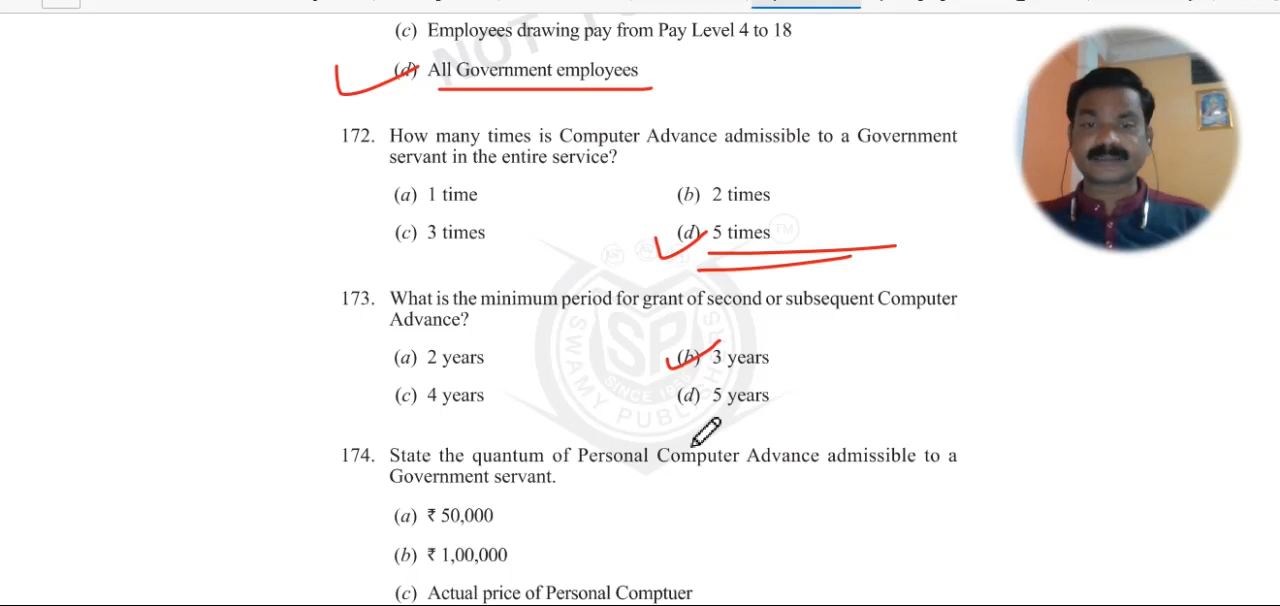 (c) Employees drawing pay from Pay Level 4 to 18
(d) All Government employees
172. How many times is Computer Advance admissible to a Government
servant in the entire service?
(a) 1 time (b) 2 times
(c) 3 times (d) 5 times
TM
173. What is the minimum period for grant of second or subsequent Computer
Advance?
(a) 2 years (b) 3 years
(c) 4 years (d) 5 years
SP
SWAMY PUBLISHERS
174. State the quantum of Personal Computer Advance admissible to a
Government servant.
(a) ₹ 50,000
(b) ₹ 1,00,000
(c) Actual price of Personal Comptuer